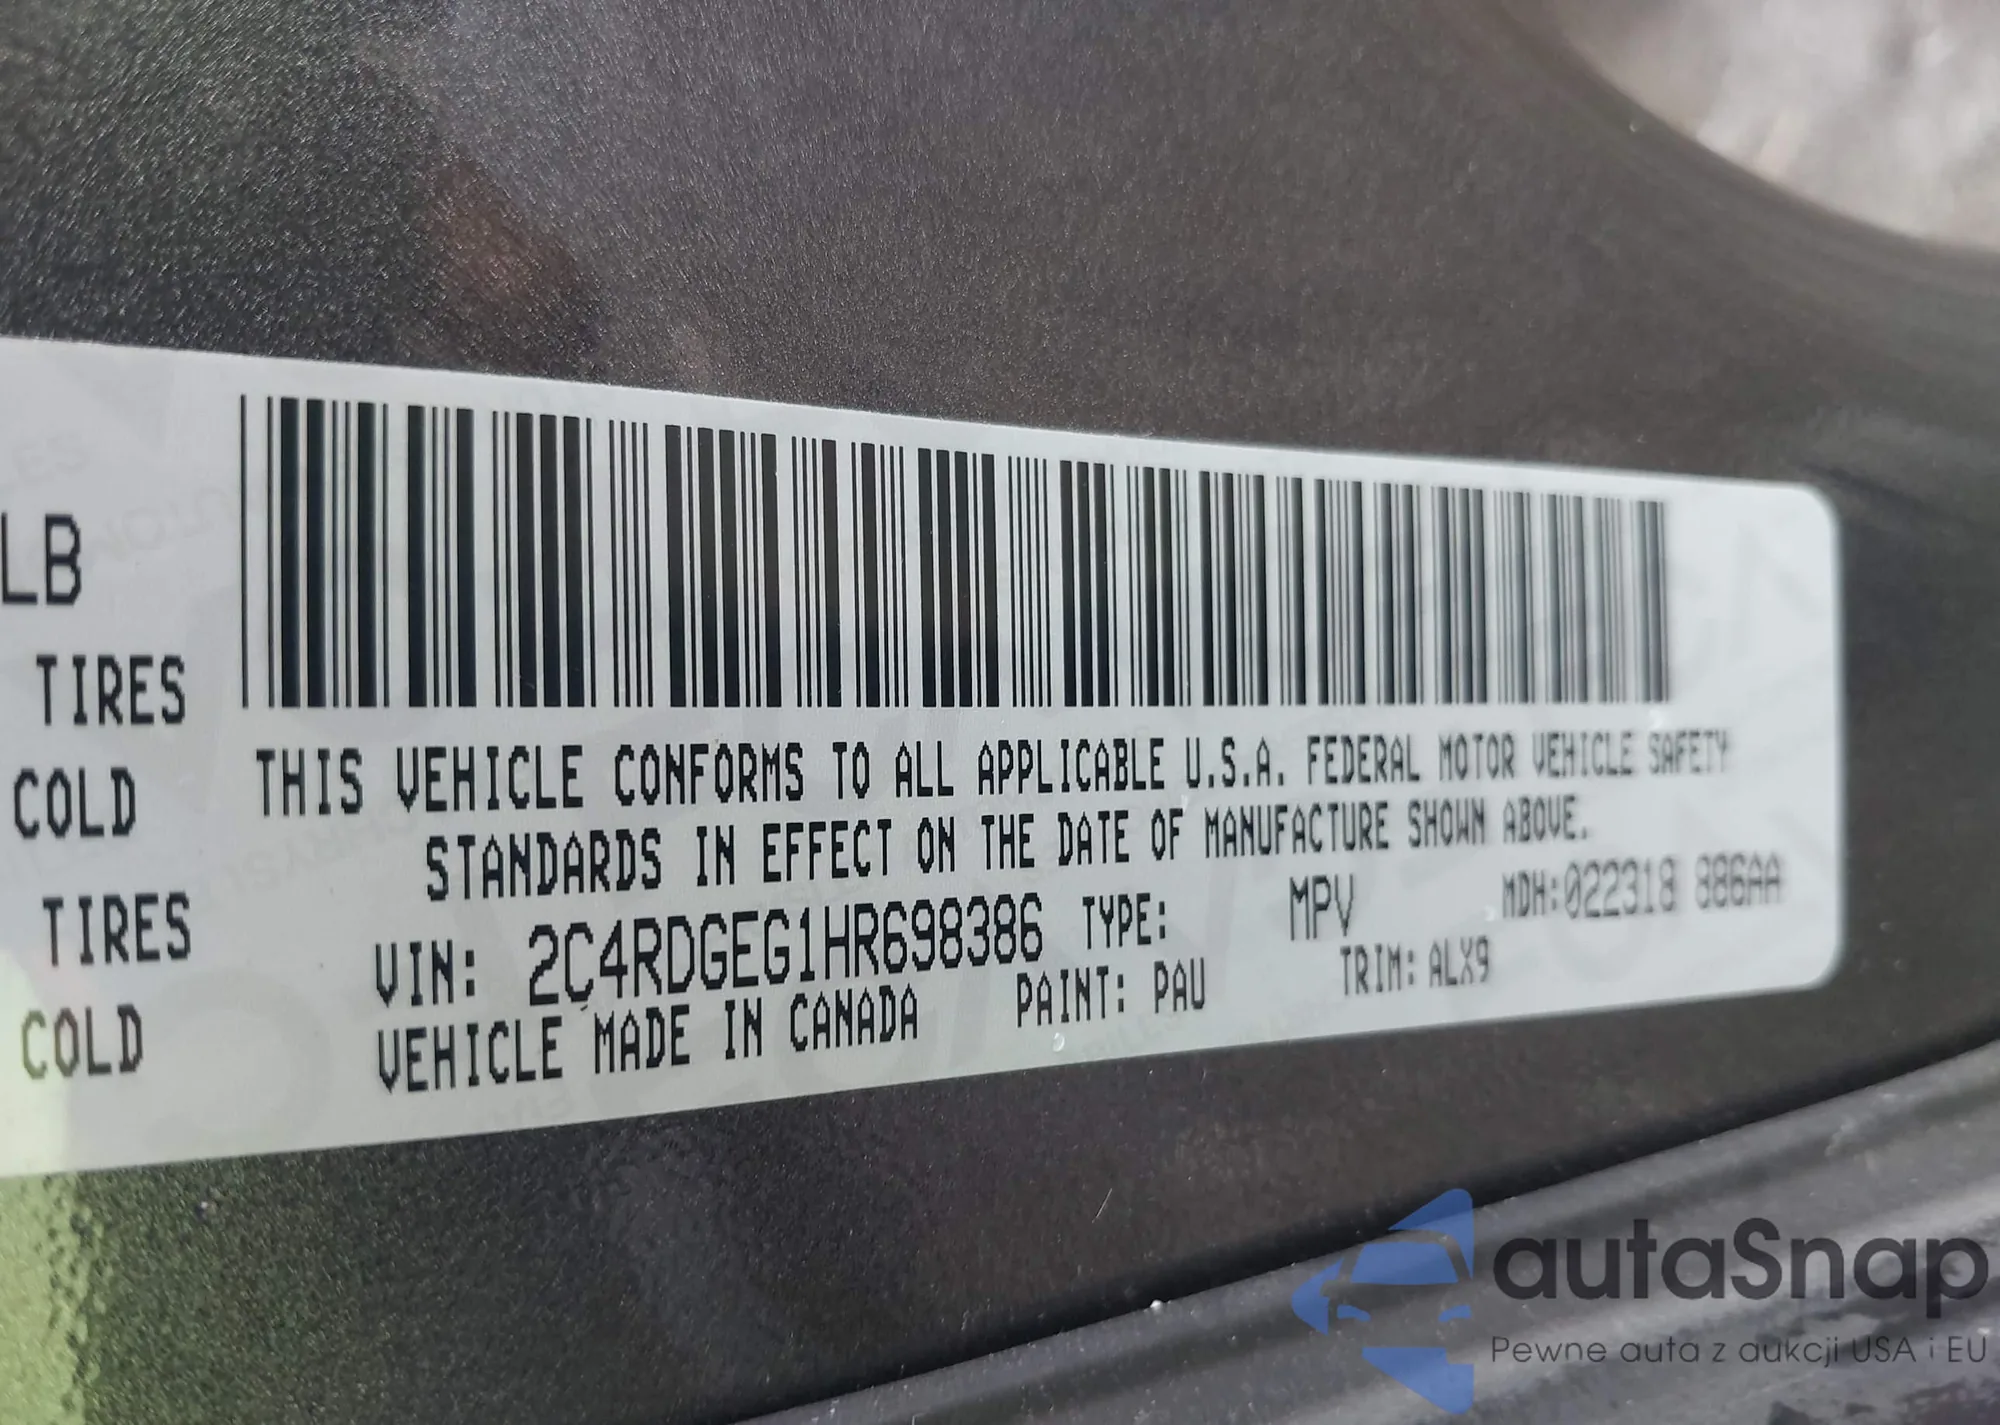 LB
TIRES
COLD
TIRES
COLD
THIS VEHICLE CONFORMS TO ALL APPLICABLE U.S.A. FEDERAL MOTOR VEHICLE SAFETY
STANDARDS IN EFFECT ON THE DATE OF MANUFACTURE SHOWN ABOVE.
VIN: 2C4RDGEG1HR698386 TYPE: MPV MDH:022318 886AA
VEHICLE MADE IN CANADA PAINT: PAU TRIM: ALX9
autaSnap
Pewne auta z aukcji USA i EU